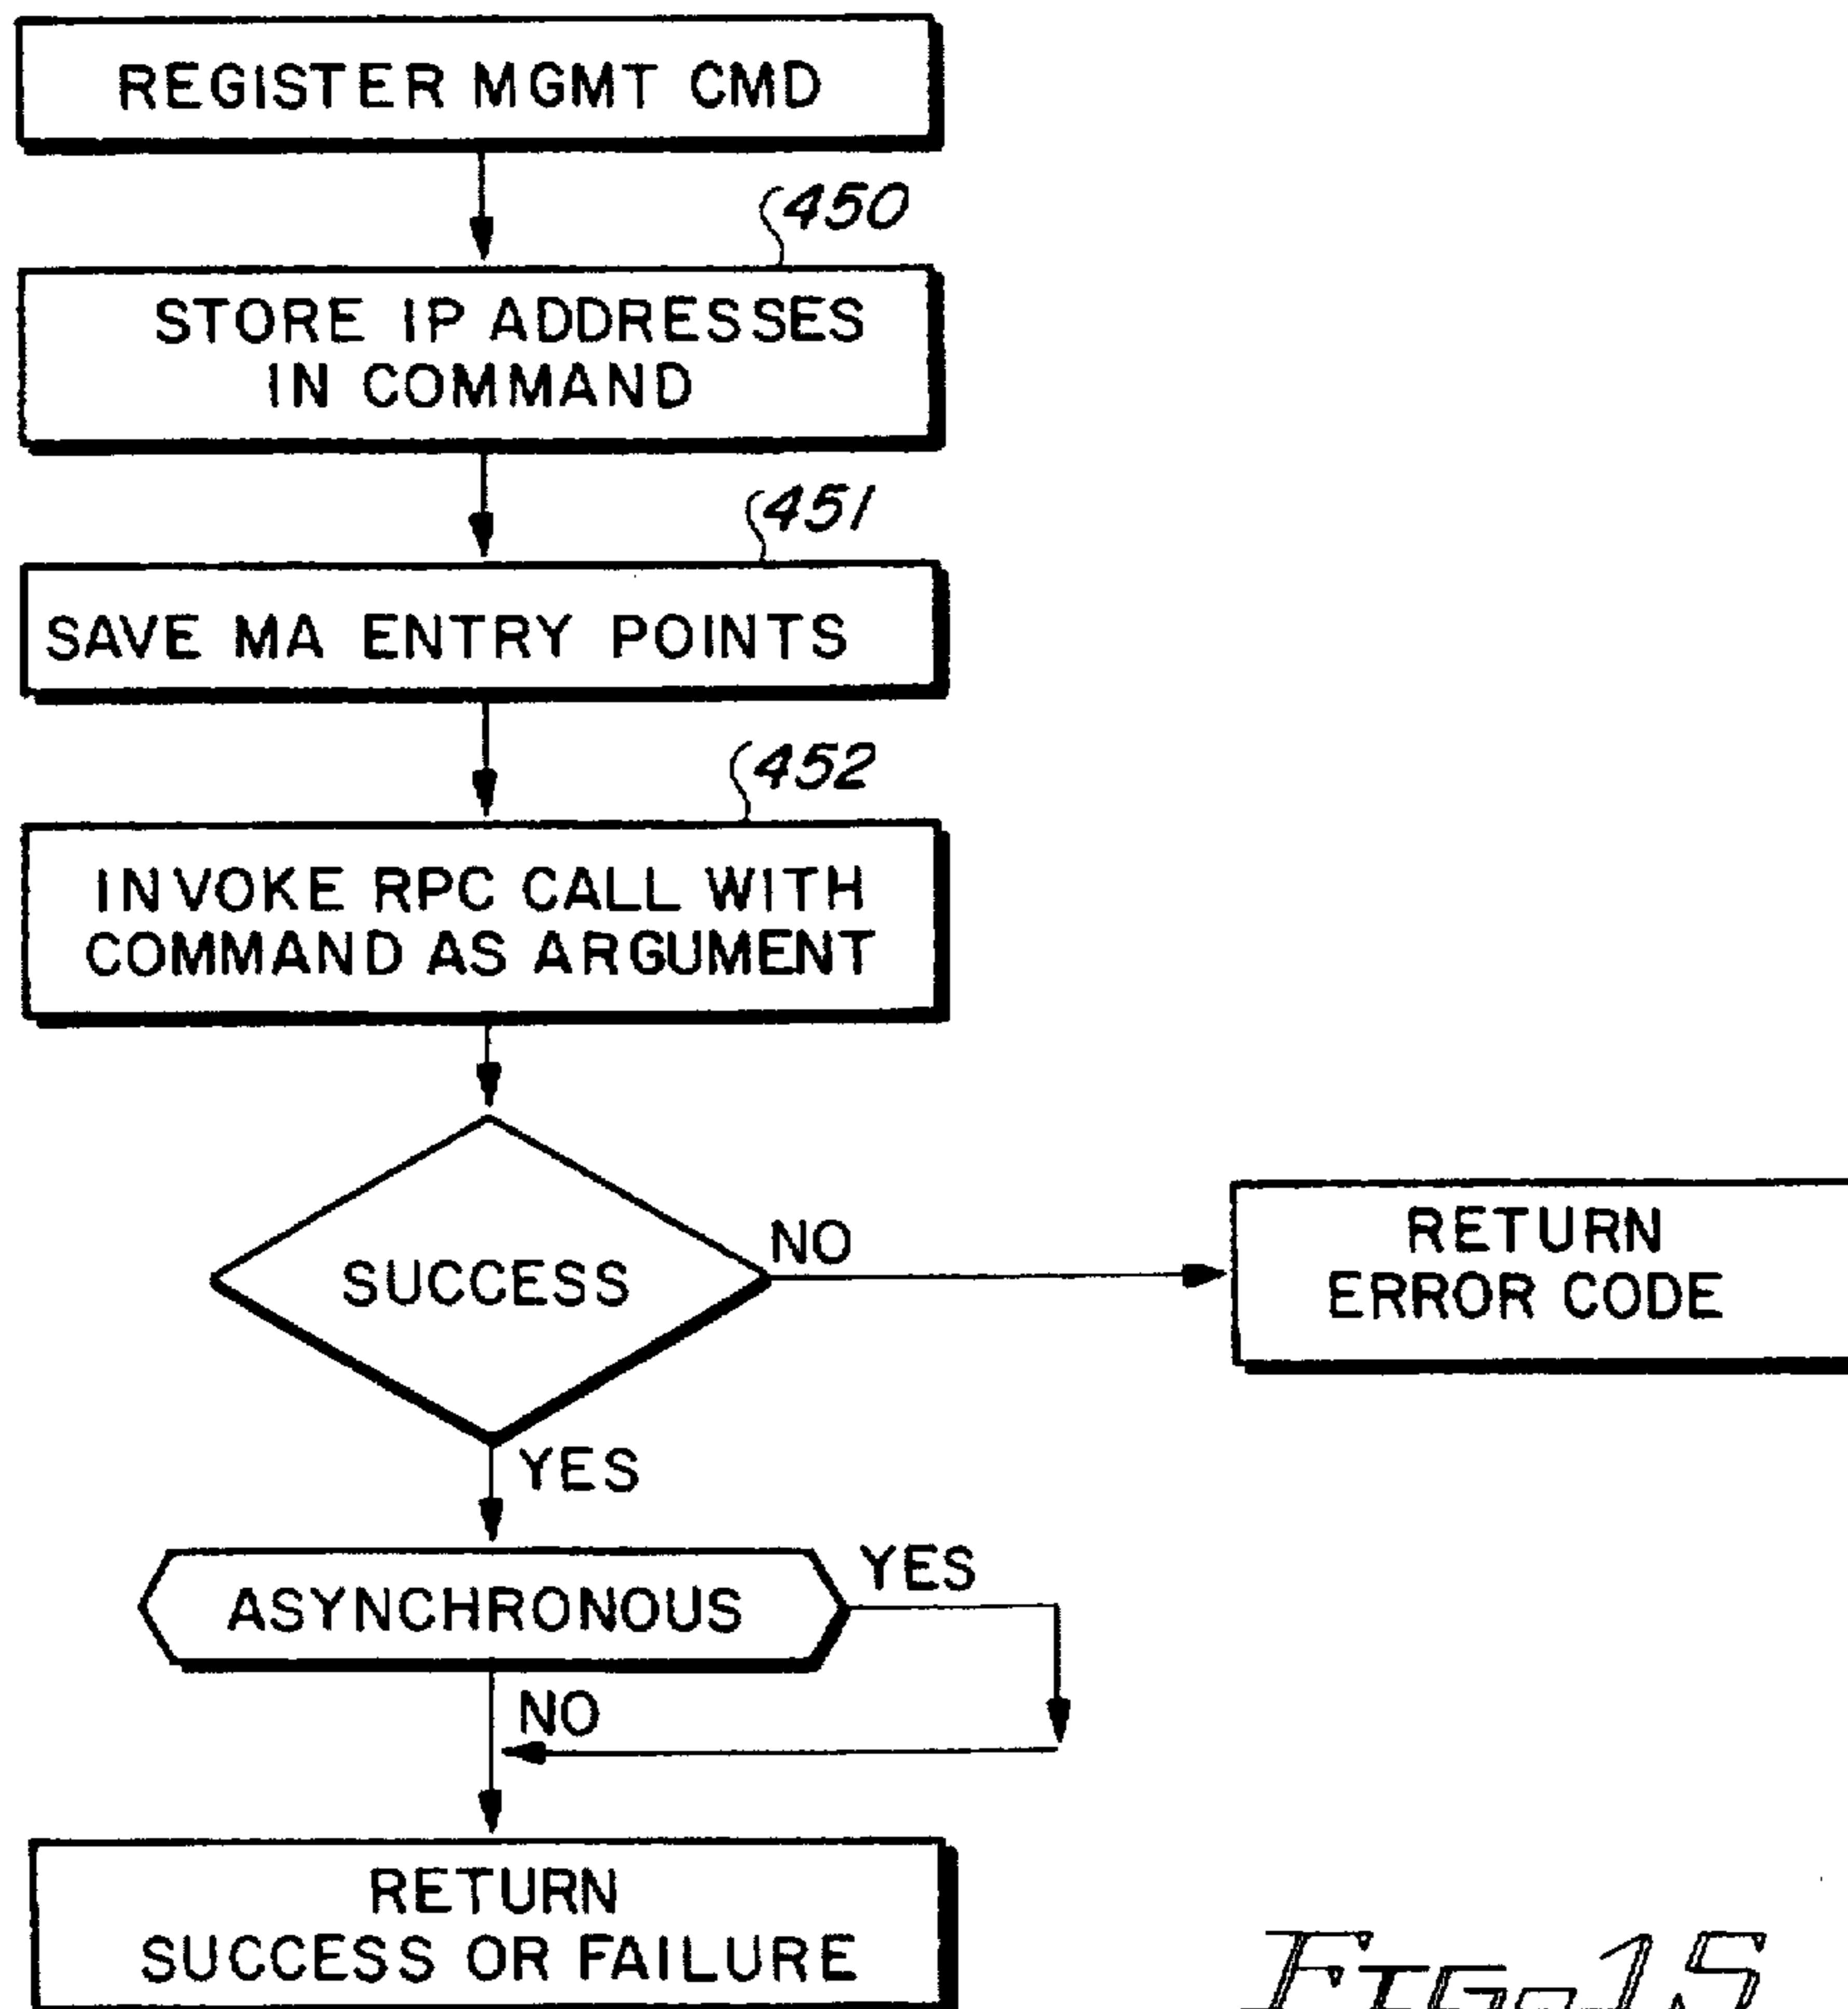 REGISTER MGMT CMD
450
STORE IP ADDRESSES
IN COMMAND
451
SAVE MA ENTRY POINTS
452
INVOKE RPC CALL WITH
COMMAND AS ARGUMENT
SUCCESS
NO
RETURN
ERROR CODE
YES
ASYNCHRONOUS
YES
NO
RETURN
SUCCESS OR FAILURE
FIG. 15